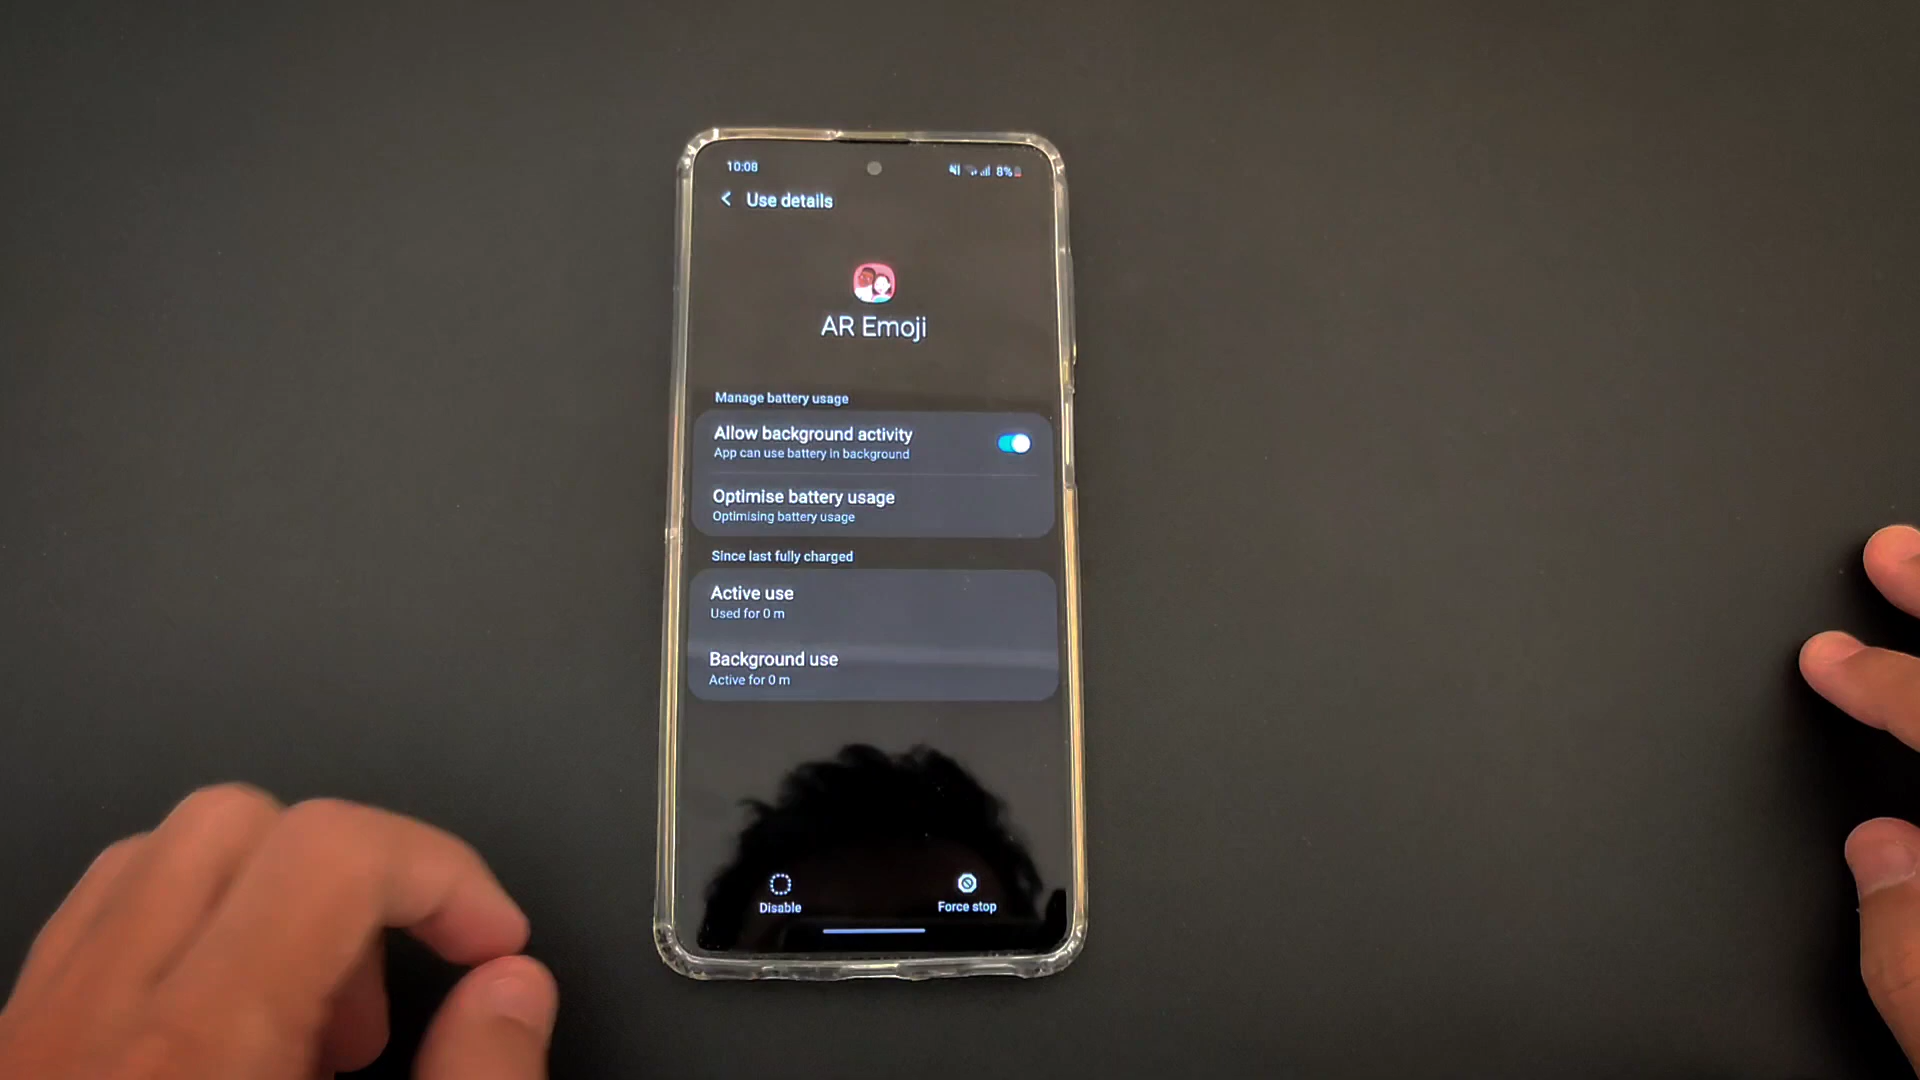 10:08
8%
Use details
AR Emoji
Manage battery usage
Allow background activity
App can use battery in background
Optimise battery usage
Optimising battery usage
Since last fully charged
Active use
Used for 0 m
Background use
Active for 0 m
Disable
Force stop